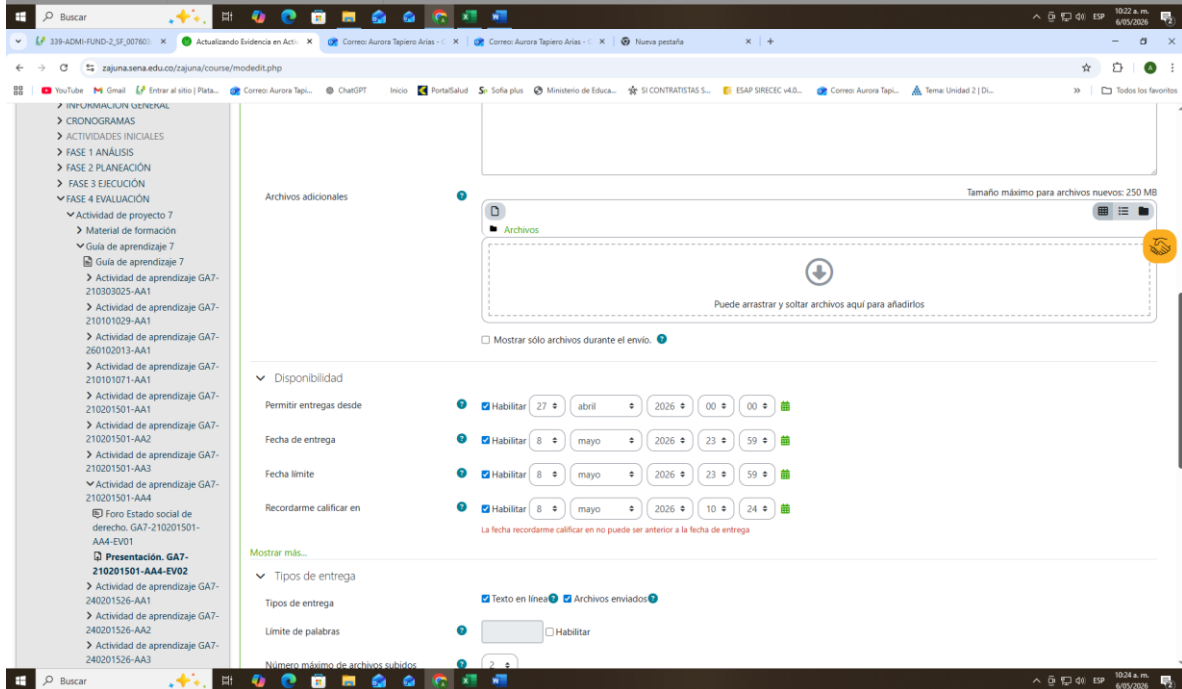 Buscar
ESP
10:22 a. m.
6/05/2026
339-ADMI-FUND-2_SF_007603
Actualizando Evidencia en Activ
Correo: Aurora Tapiero Arias - C
Correo: Aurora Tapiero Arias - C
Nueva pestaña
zajuna.sena.edu.co/zajuna/course/modedit.php
YouTube
Gmail
Entrar al sitio | Plata...
Correo: Aurora Tapi...
ChatGPT
Inicio
PortalSalud
Sofia plus
Ministerio de Educa...
SI CONTRATISTAS S...
ESAP SIRECEC v4.0...
Correo: Aurora Tapi...
Tema: Unidad 2 | Di...
Todos los favoritos
INFORMACIÓN GENERAL
CRONOGRAMAS
ACTIVIDADES INICIALES
FASE 1 ANÁLISIS
FASE 2 PLANEACIÓN
FASE 3 EJECUCIÓN
FASE 4 EVALUACIÓN
Actividad de proyecto 7
Material de formación
Guía de aprendizaje 7
Guía de aprendizaje 7
Actividad de aprendizaje GA7-
210303025-AA1
Actividad de aprendizaje GA7-
210101029-AA1
Actividad de aprendizaje GA7-
260102013-AA1
Actividad de aprendizaje GA7-
210101071-AA1
Actividad de aprendizaje GA7-
210201501-AA1
Actividad de aprendizaje GA7-
210201501-AA2
Actividad de aprendizaje GA7-
210201501-AA3
Actividad de aprendizaje GA7-
210201501-AA4
Foro Estado social de
derecho. GA7-210201501-
AA4-EV01
Presentación. GA7-
210201501-AA4-EV02
Actividad de aprendizaje GA7-
240201526-AA1
Actividad de aprendizaje GA7-
240201526-AA2
Actividad de aprendizaje GA7-
240201526-AA3
Archivos adicionales
Tamaño máximo para archivos nuevos: 250 MB
Archivos
Puede arrastrar y soltar archivos aquí para añadirlos
Mostrar sólo archivos durante el envío.
Disponibilidad
Permitir entregas desde Habilitar 27 abril 2026 00 00
Fecha de entrega Habilitar 8 mayo 2026 23 59
Fecha límite Habilitar 8 mayo 2026 23 59
Recordarme calificar en Habilitar 8 mayo 2026 10 24
La fecha recordarme calificar en no puede ser anterior a la fecha de entrega
Mostrar más...
Tipos de entrega
Tipos de entrega Texto en línea Archivos enviados
Límite de palabras Habilitar
Número máximo de archivos subidos 2
Buscar
ESP
10:24 a. m.
6/05/2026